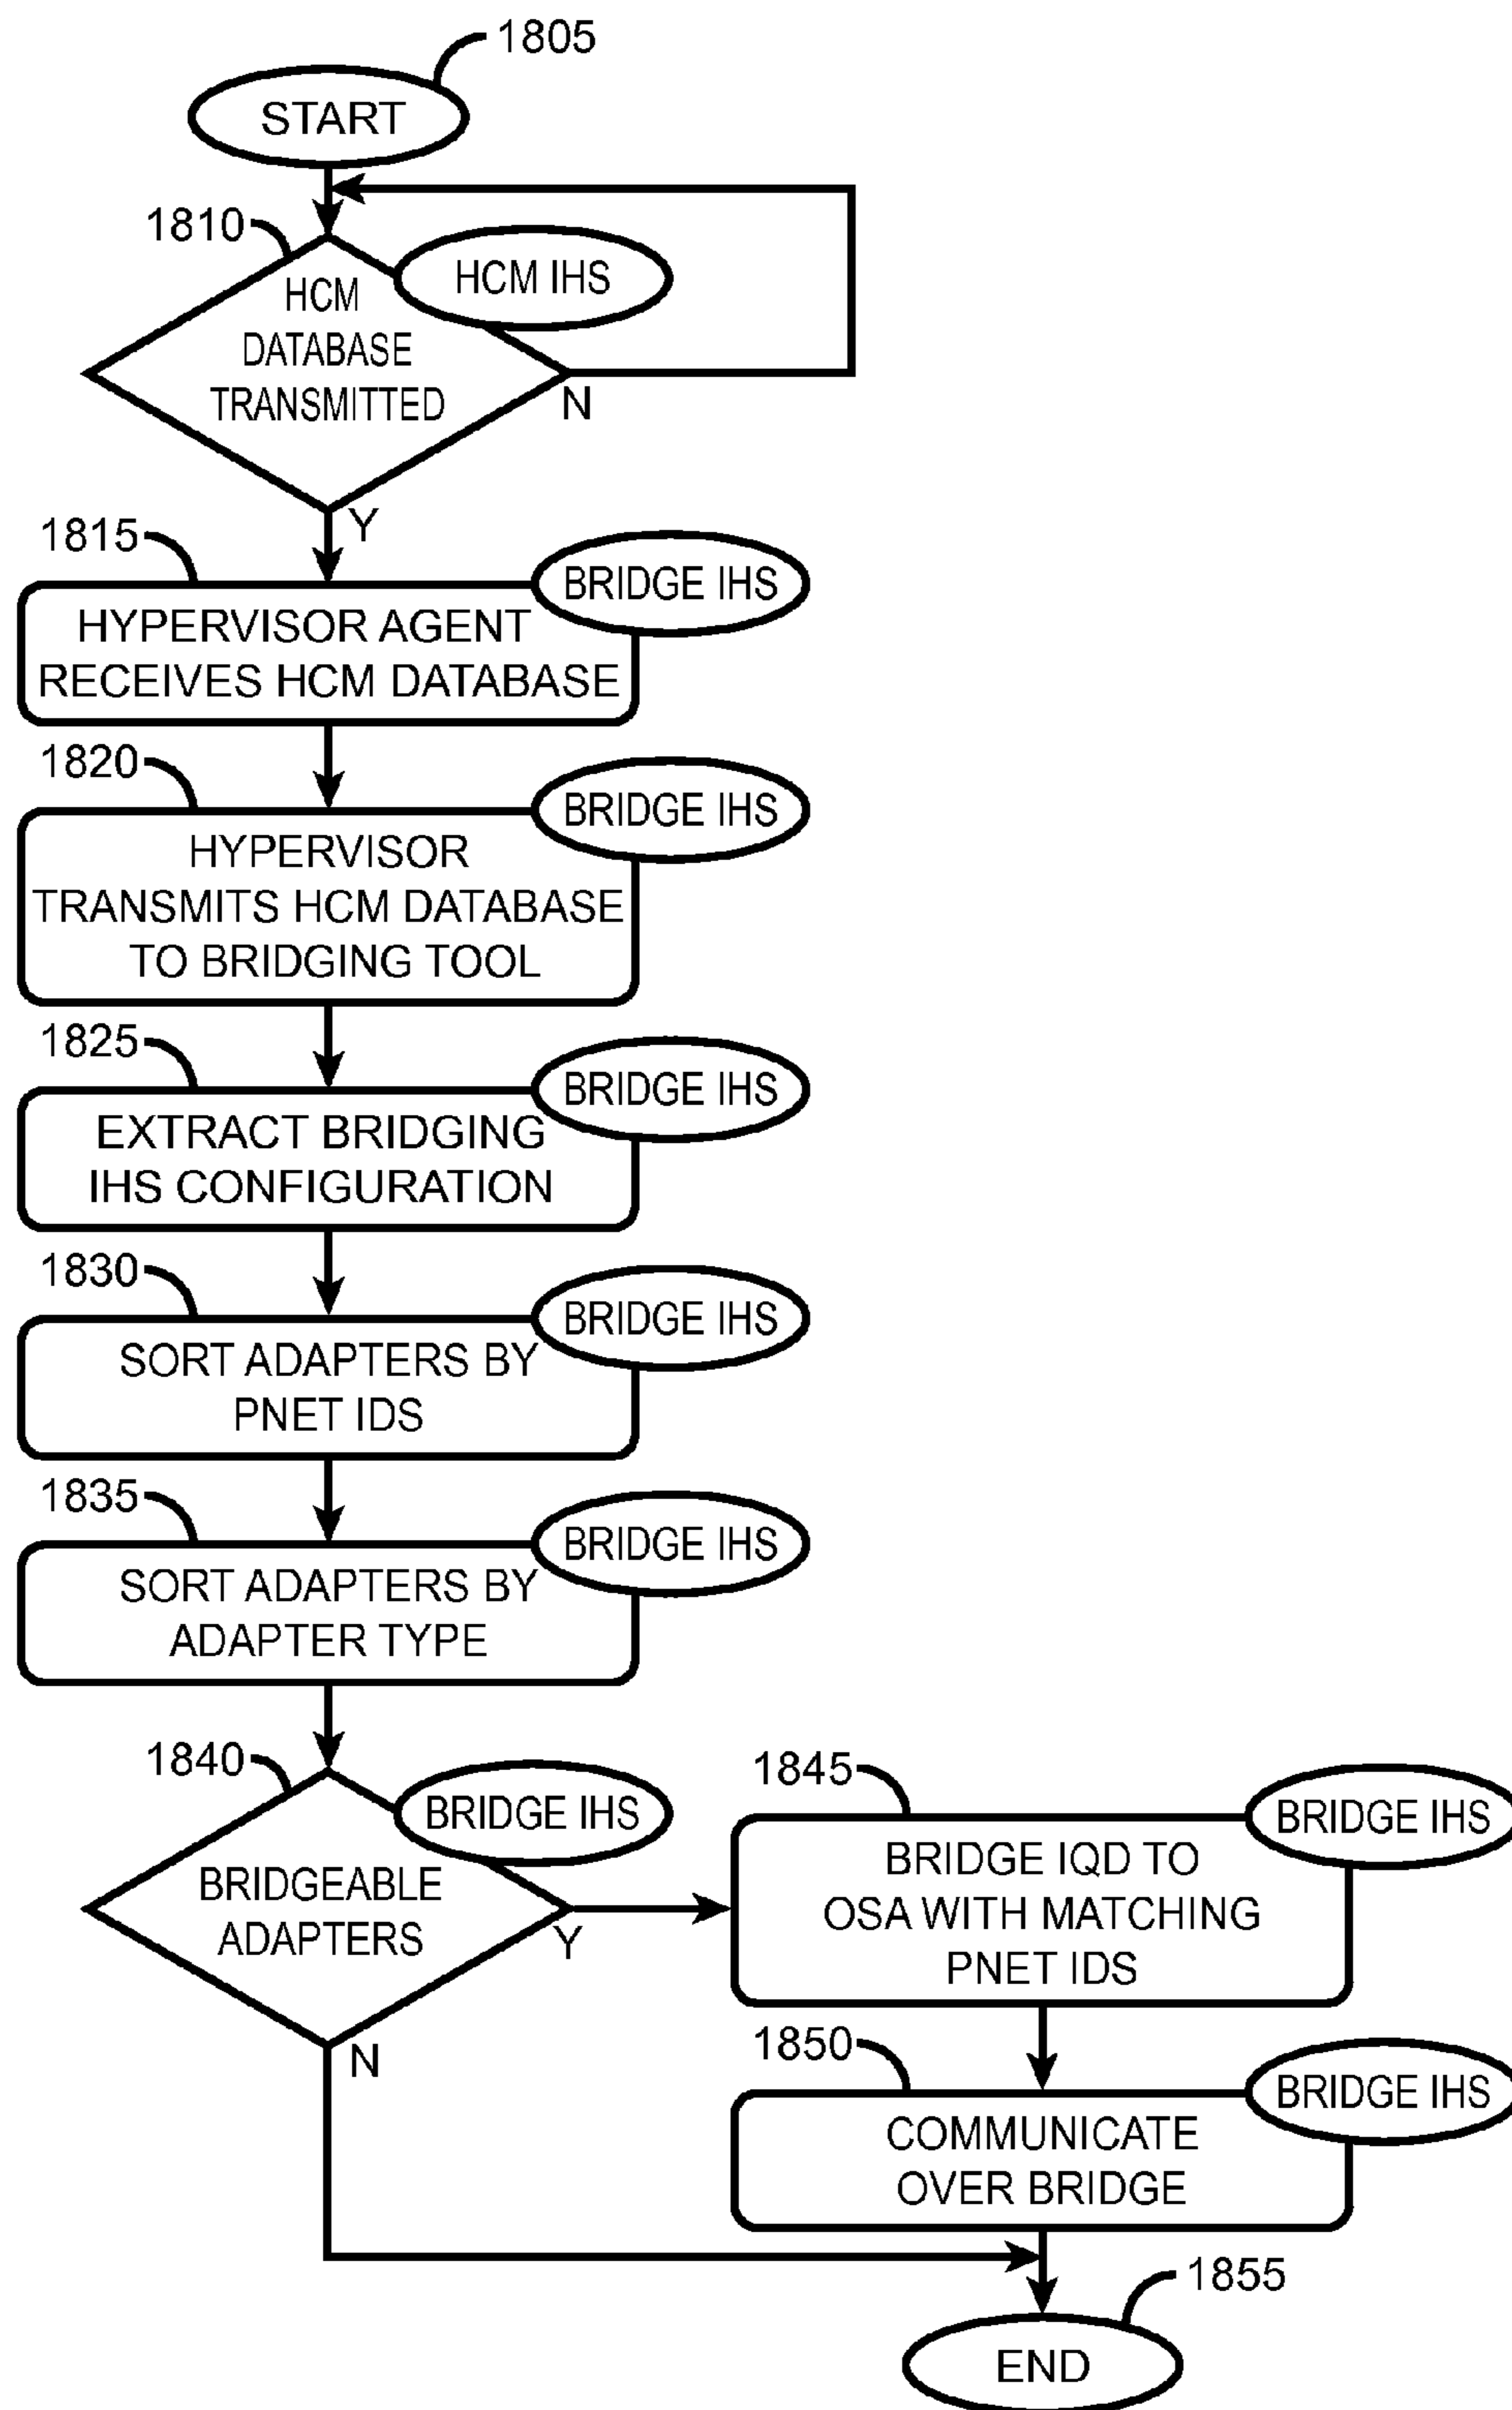 1805
START
1810
HCM IHS
HCM
DATABASE
TRANSMITTED
N
Y
1815
BRIDGE IHS
HYPERVISOR AGENT
RECEIVES HCM DATABASE
1820
BRIDGE IHS
HYPERVISOR
TRANSMITS HCM DATABASE
TO BRIDGING TOOL
1825
BRIDGE IHS
EXTRACT BRIDGING
IHS CONFIGURATION
1830
BRIDGE IHS
SORT ADAPTERS BY
PNET IDS
1835
BRIDGE IHS
SORT ADAPTERS BY
ADAPTER TYPE
1840
BRIDGE IHS
BRIDGEABLE
ADAPTERS
Y
N
1845
BRIDGE IHS
BRIDGE IQD TO
OSA WITH MATCHING
PNET IDS
1850
BRIDGE IHS
COMMUNICATE
OVER BRIDGE
1855
END